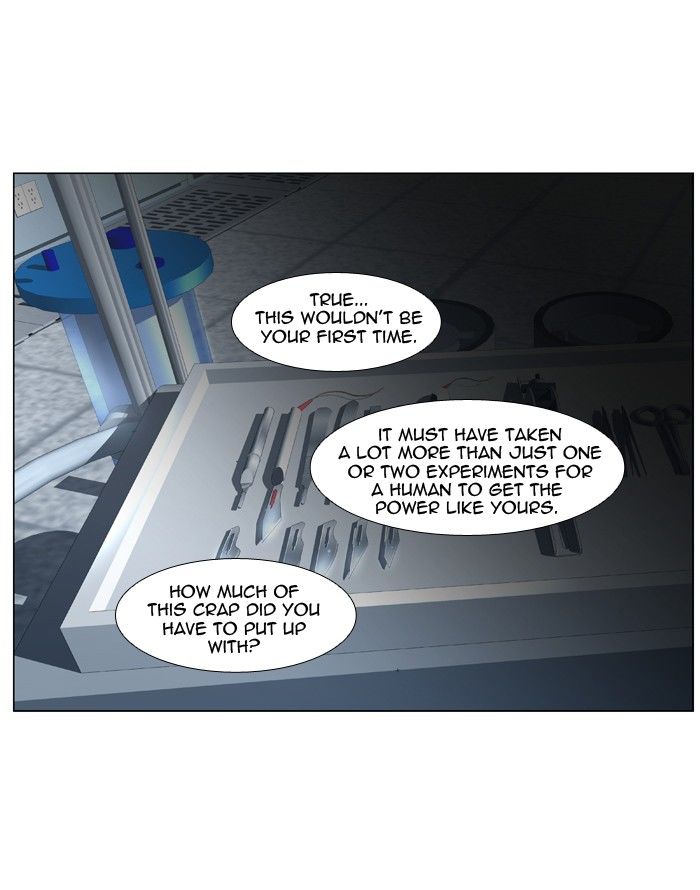 TRUE...
THIS WOULDN'T BE
YOUR FIRST TIME.
IT MUST HAVE TAKEN
A LOT MORE THAN JUST ONE
OR TWO EXPERIMENTS FOR
A HUMAN TO GET THE
POWER LIKE YOURS.
HOW MUCH OF
THIS CRAP DID YOU
HAVE TO PUT UP
WITH?